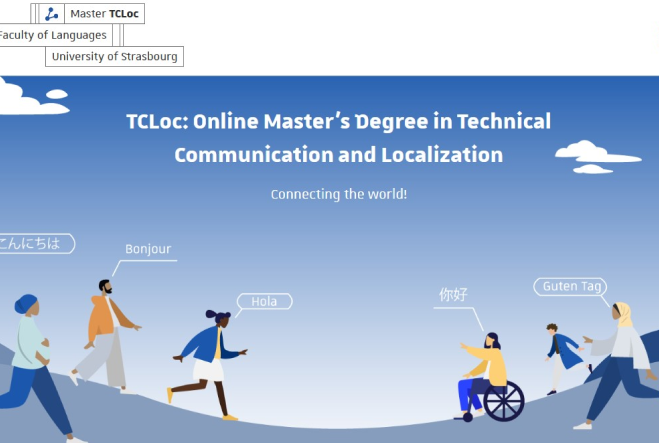 Master TCLoc
Faculty of Languages
University of Strasbourg
TCLoc: Online Master's Degree in Technical
Communication and Localization
Connecting the world!
こんにちは
Bonjour
Hola
你好
Guten Tag